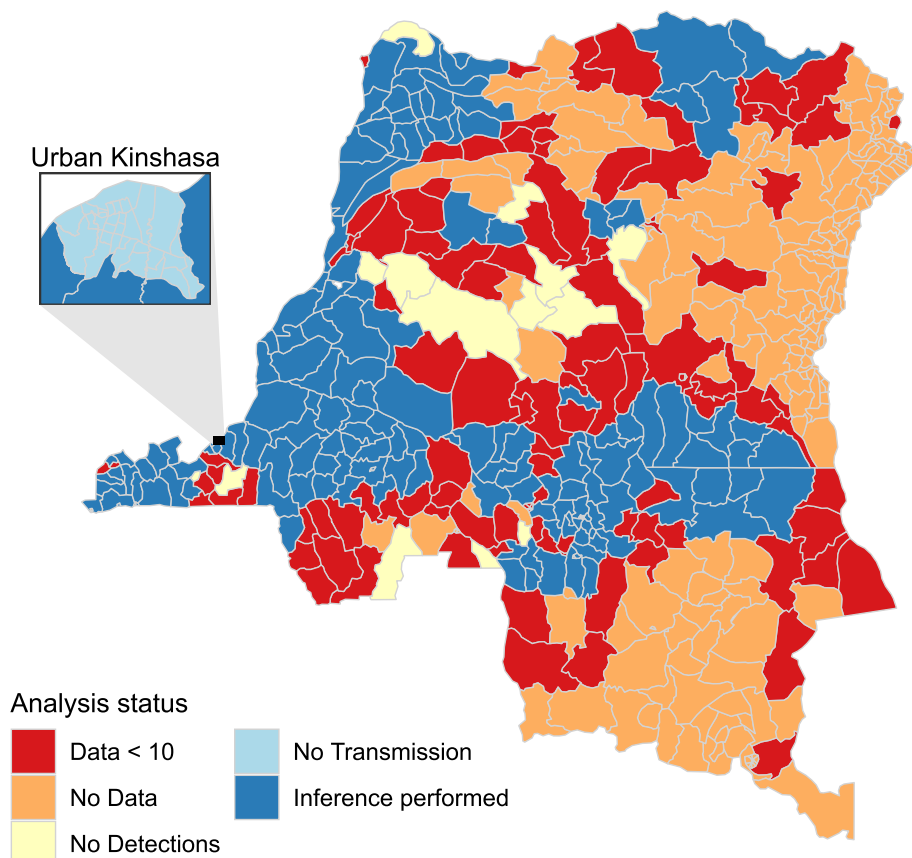 Urban Kinshasa
Analysis status
Data < 10
No Data
No Detections
No Transmission
Inference performed